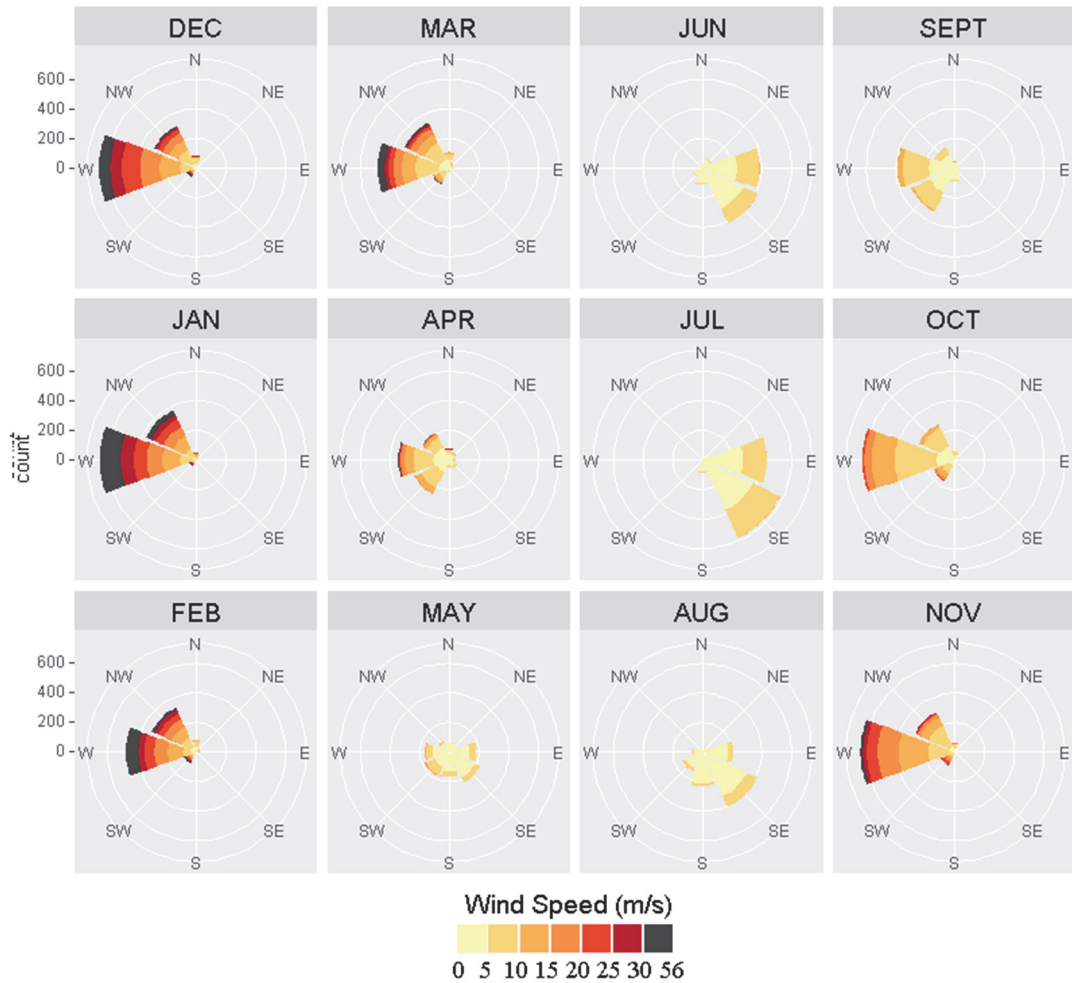 DEC MAR JUN SEPT
N N N N
600
NW NE NW NE NW NE NW NE
400
200
0 W E W E W E W E
SW SE SW SE SW SE SW SE
S S S S
JAN APR JUL OCT
N N N N
600
NW NE NW NE NW NE NW NE
400
200
0 W E W E W E W E
count
SW SE SW SE SW SE SW SE
S S S S
FEB MAY AUG NOV
N N N N
600
NW NE NW NE NW NE NW NE
400
200
0 W E W E W E W E
SW SE SW SE SW SE SW SE
S S S S
Wind Speed (m/s)
0 5 10 15 20 25 30 56